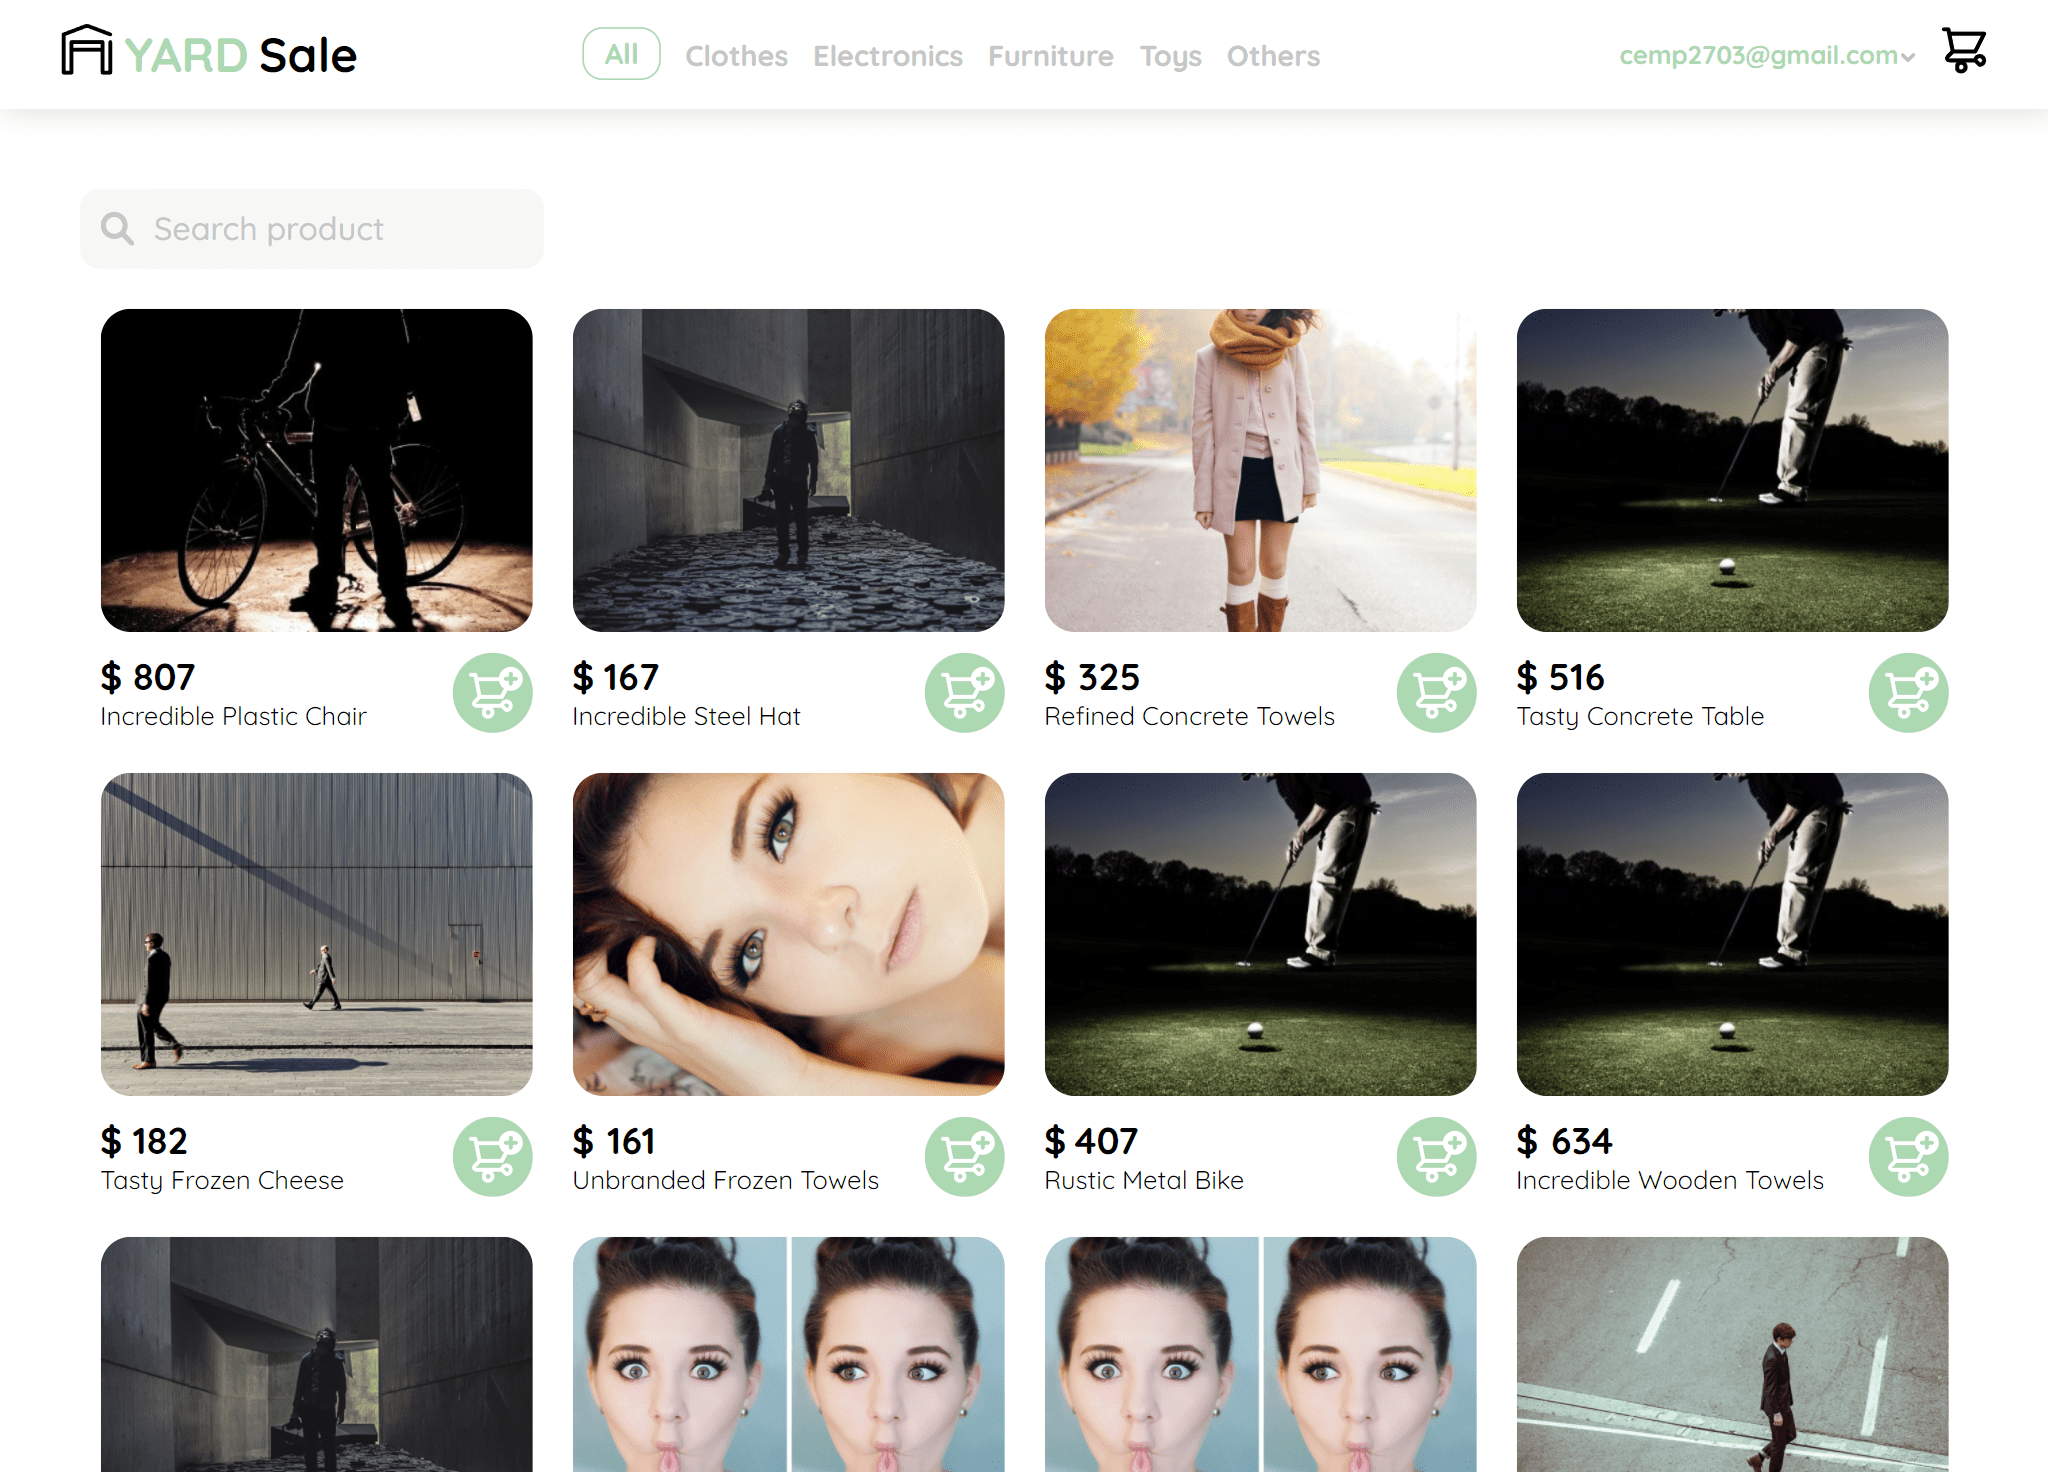 YARD Sale
All Clothes Electronics Furniture Toys Others
cemp2703@gmail.com
Search product
$ 807
Incredible Plastic Chair
$ 167
Incredible Steel Hat
$ 325
Refined Concrete Towels
$ 516
Tasty Concrete Table
$ 182
Tasty Frozen Cheese
$ 161
Unbranded Frozen Towels
$ 407
Rustic Metal Bike
$ 634
Incredible Wooden Towels